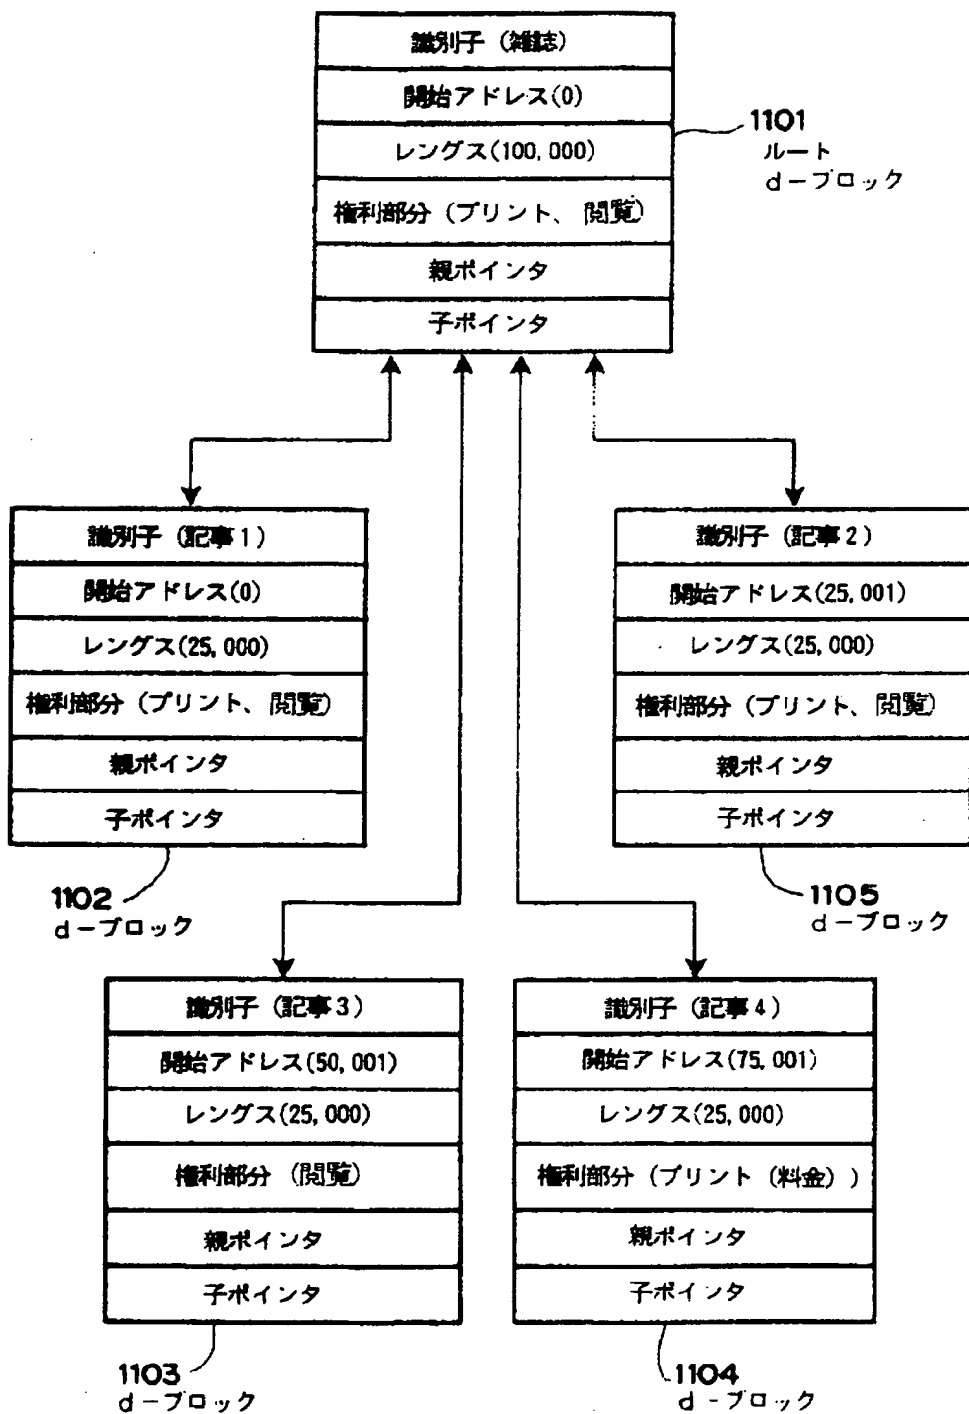 識別子 (雑誌)
開始アドレス(0)
レングス(100,000)
権利部分 (プリント、 閲覧)
親ポインタ
子ポインタ
1101
ルート
d-ブロック
識別子 (記事1)
開始アドレス(0)
レングス(25,000)
権利部分 (プリント、 閲覧)
親ポインタ
子ポインタ
1102
d-ブロック
識別子 (記事2)
開始アドレス(25,001)
レングス(25,000)
権利部分 (プリント、閲覧)
親ポインタ
子ポインタ
1105
d-ブロック
識別子 (記事3)
開始アドレス(50,001)
レングス(25,000)
権利部分 (閲覧)
親ポインタ
子ポインタ
1103
d-ブロック
識別子 (記事4)
開始アドレス(75,001)
レングス(25,000)
権利部分 (プリント (料金) )
親ポインタ
子ポインタ
1104
d-ブロック